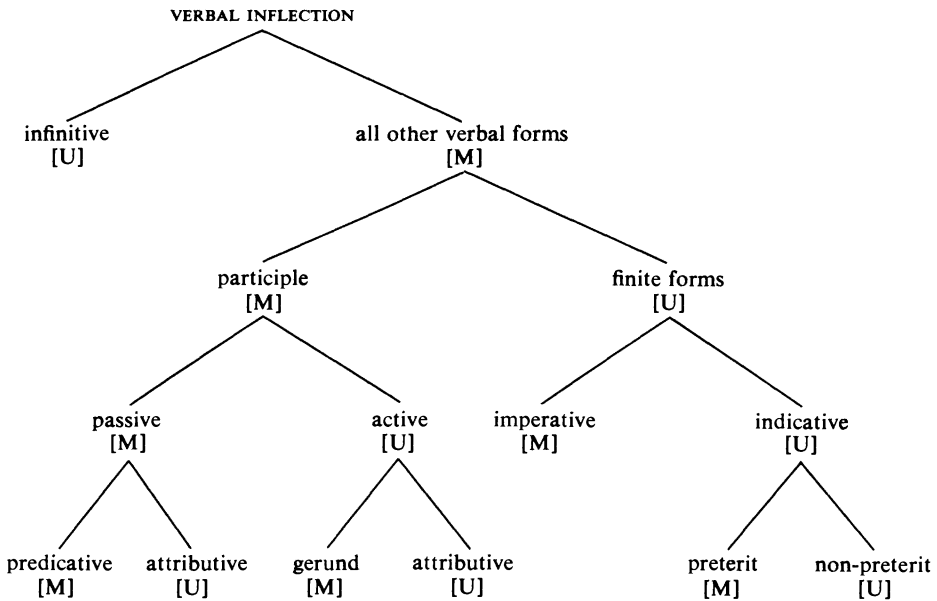 VERBAL INFLECTION
infinitive all other verbal forms
[U] [M]
participle finite forms
[M] [U]
passive active imperative indicative
[M] [U] [M] [U]
predicative attributive gerund attributive preterit non-preterit
[M] [U] [M] [U] [M] [U]